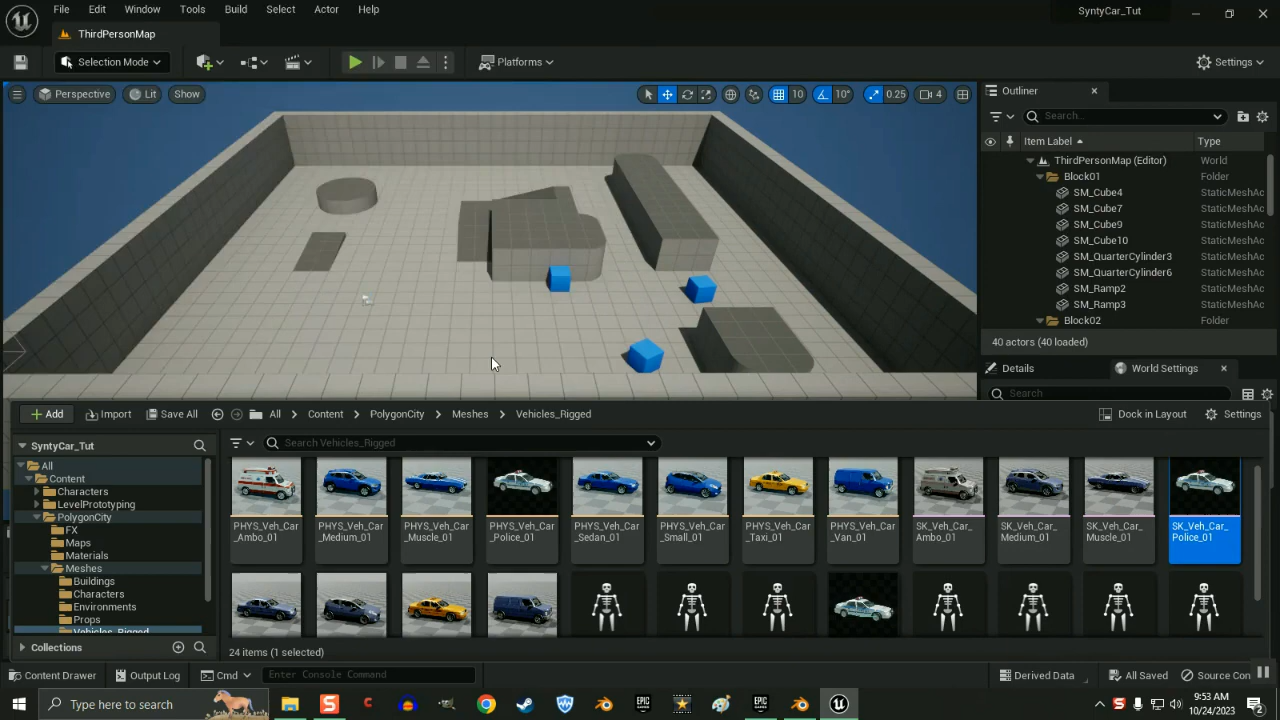 File Edit Window Tools Build Select Actor Help
SyntyCar_Tut
ThirdPersonMap
Selection Mode
Platforms
Settings
Perspective Lit Show
10 10° 0.25 4
Outliner
Search...
Item Label Type
ThirdPersonMap (Editor) World
Block01 Folder
SM_Cube4 StaticMeshAc
SM_Cube7 StaticMeshAc
SM_Cube9 StaticMeshAc
SM_Cube10 StaticMeshAc
SM_QuarterCylinder3 StaticMeshAc
SM_QuarterCylinder6 StaticMeshAc
SM_Ramp2 StaticMeshAc
SM_Ramp3 StaticMeshAc
Block02 Folder
40 actors (40 loaded)
Details World Settings
Search
Add Import Save All All Content PolygonCity Meshes Vehicles_Rigged Dock in Layout Settings
SyntyCar_Tut
Search Vehicles_Rigged
All
Content
Characters
LevelPrototyping
PolygonCity
FX
Maps
Materials
Meshes
Buildings
Characters
Environments
Props
Vehicles_Rigged
Collections
PHYS_Veh_Car_Ambo_01
PHYS_Veh_Car_Medium_01
PHYS_Veh_Car_Muscle_01
PHYS_Veh_Car_Police_01
PHYS_Veh_Car_Sedan_01
PHYS_Veh_Car_Small_01
PHYS_Veh_Car_Taxi_01
PHYS_Veh_Car_Van_01
SK_Veh_Car_Ambo_01
SK_Veh_Car_Medium_01
SK_Veh_Car_Muscle_01
SK_Veh_Car_Police_01
24 items (1 selected)
Content Drawer Output Log Cmd Enter Console Command Derived Data All Saved Source Con
Type here to search
9:53 AM
10/24/2023
2